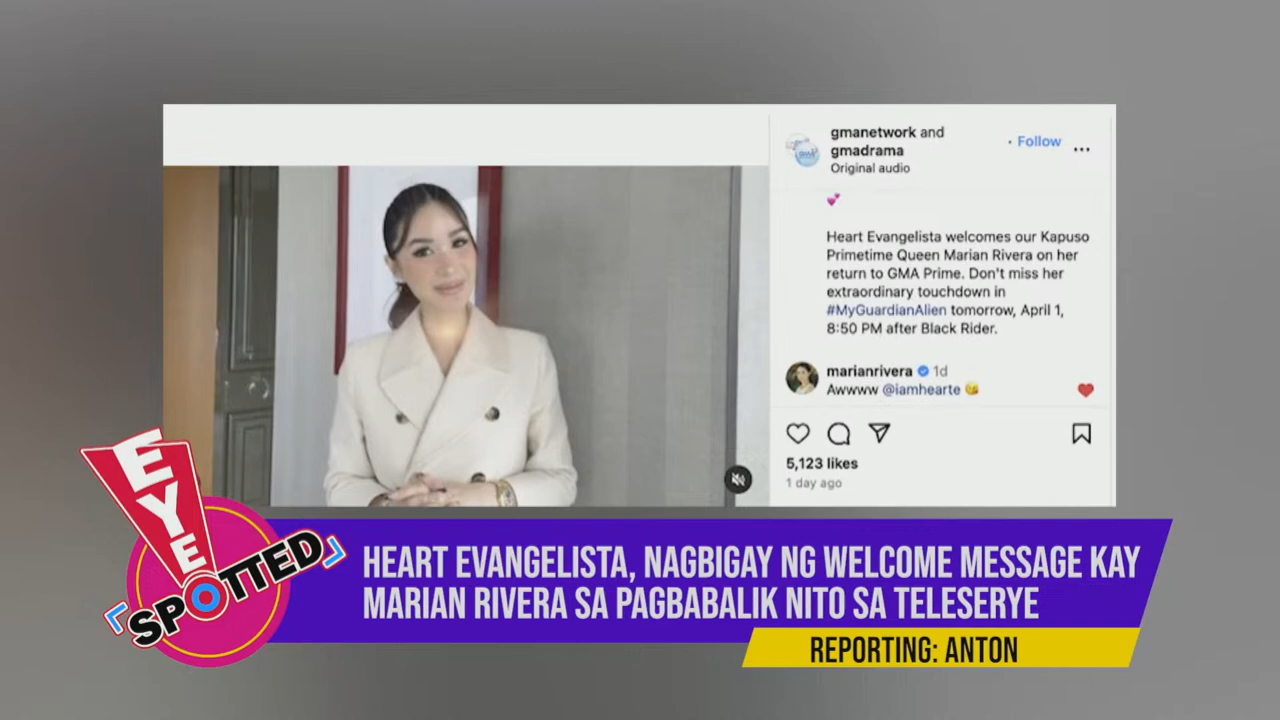 gmanetwork and
gmadrama
· Follow
...
Original audio
💕
Heart Evangelista welcomes our Kapuso
Primetime Queen Marian Rivera on her
return to GMA Prime. Don't miss her
extraordinary touchdown in
#MyGuardianAlien tomorrow, April 1,
8:50 PM after Black Rider.
marianrivera 1d
Awwww @iamhearte 😘
5,123 likes
1 day ago
EYE
SPOTTED
HEART EVANGELISTA, NAGBIGAY NG WELCOME MESSAGE KAY
MARIAN RIVERA SA PAGBABALIK NITO SA TELESERYE
REPORTING: ANTON